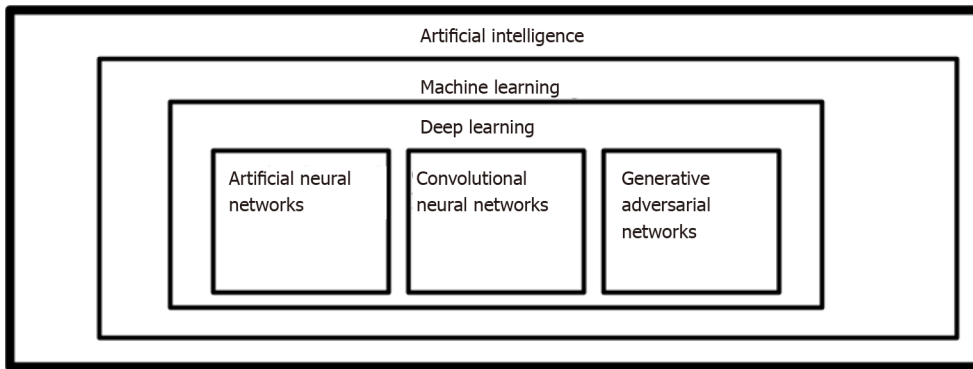 Artificial intelligence
Machine learning
Deep learning
Artificial neural
networks
Convolutional
neural networks
Generative
adversarial
networks